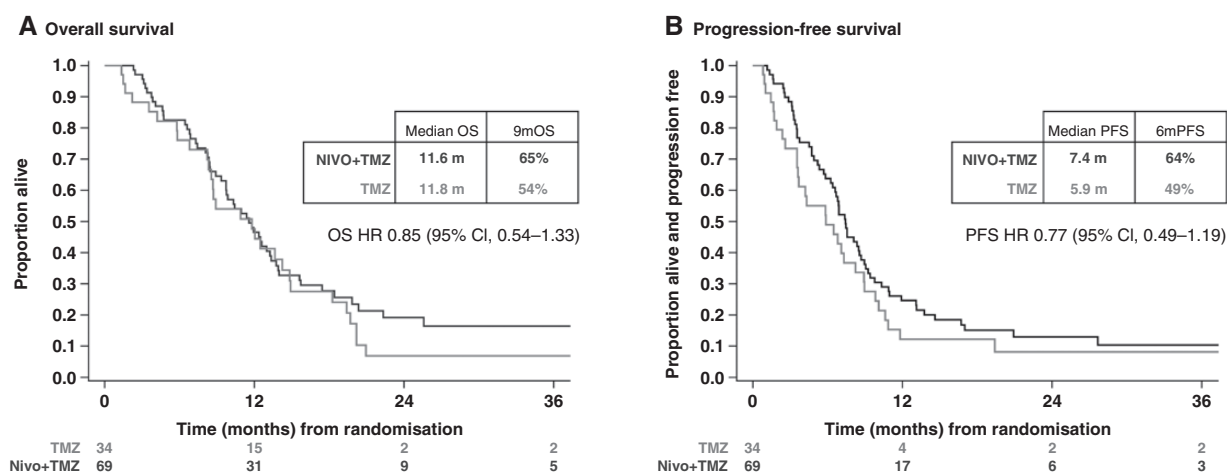 A Overall survival
1.0
0.9
0.8
0.7
0.6
0.5
0.4
0.3
0.2
0.1
0.0
Proportion alive
Median OS 9mOS
NIVO+TMZ 11.6 m 65%
TMZ 11.8 m 54%
OS HR 0.85 (95% CI, 0.54–1.33)
0 12 24 36
Time (months) from randomisation
TMZ 34 15 2 2
Nivo+TMZ 69 31 9 5
B Progression-free survival
1.0
0.9
0.8
0.7
0.6
0.5
0.4
0.3
0.2
0.1
0.0
Proportion alive and progression free
Median PFS 6mPFS
NIVO+TMZ 7.4 m 64%
TMZ 5.9 m 49%
PFS HR 0.77 (95% CI, 0.49–1.19)
0 12 24 36
Time (months) from randomisation
TMZ 34 4 2 2
Nivo+TMZ 69 17 6 3